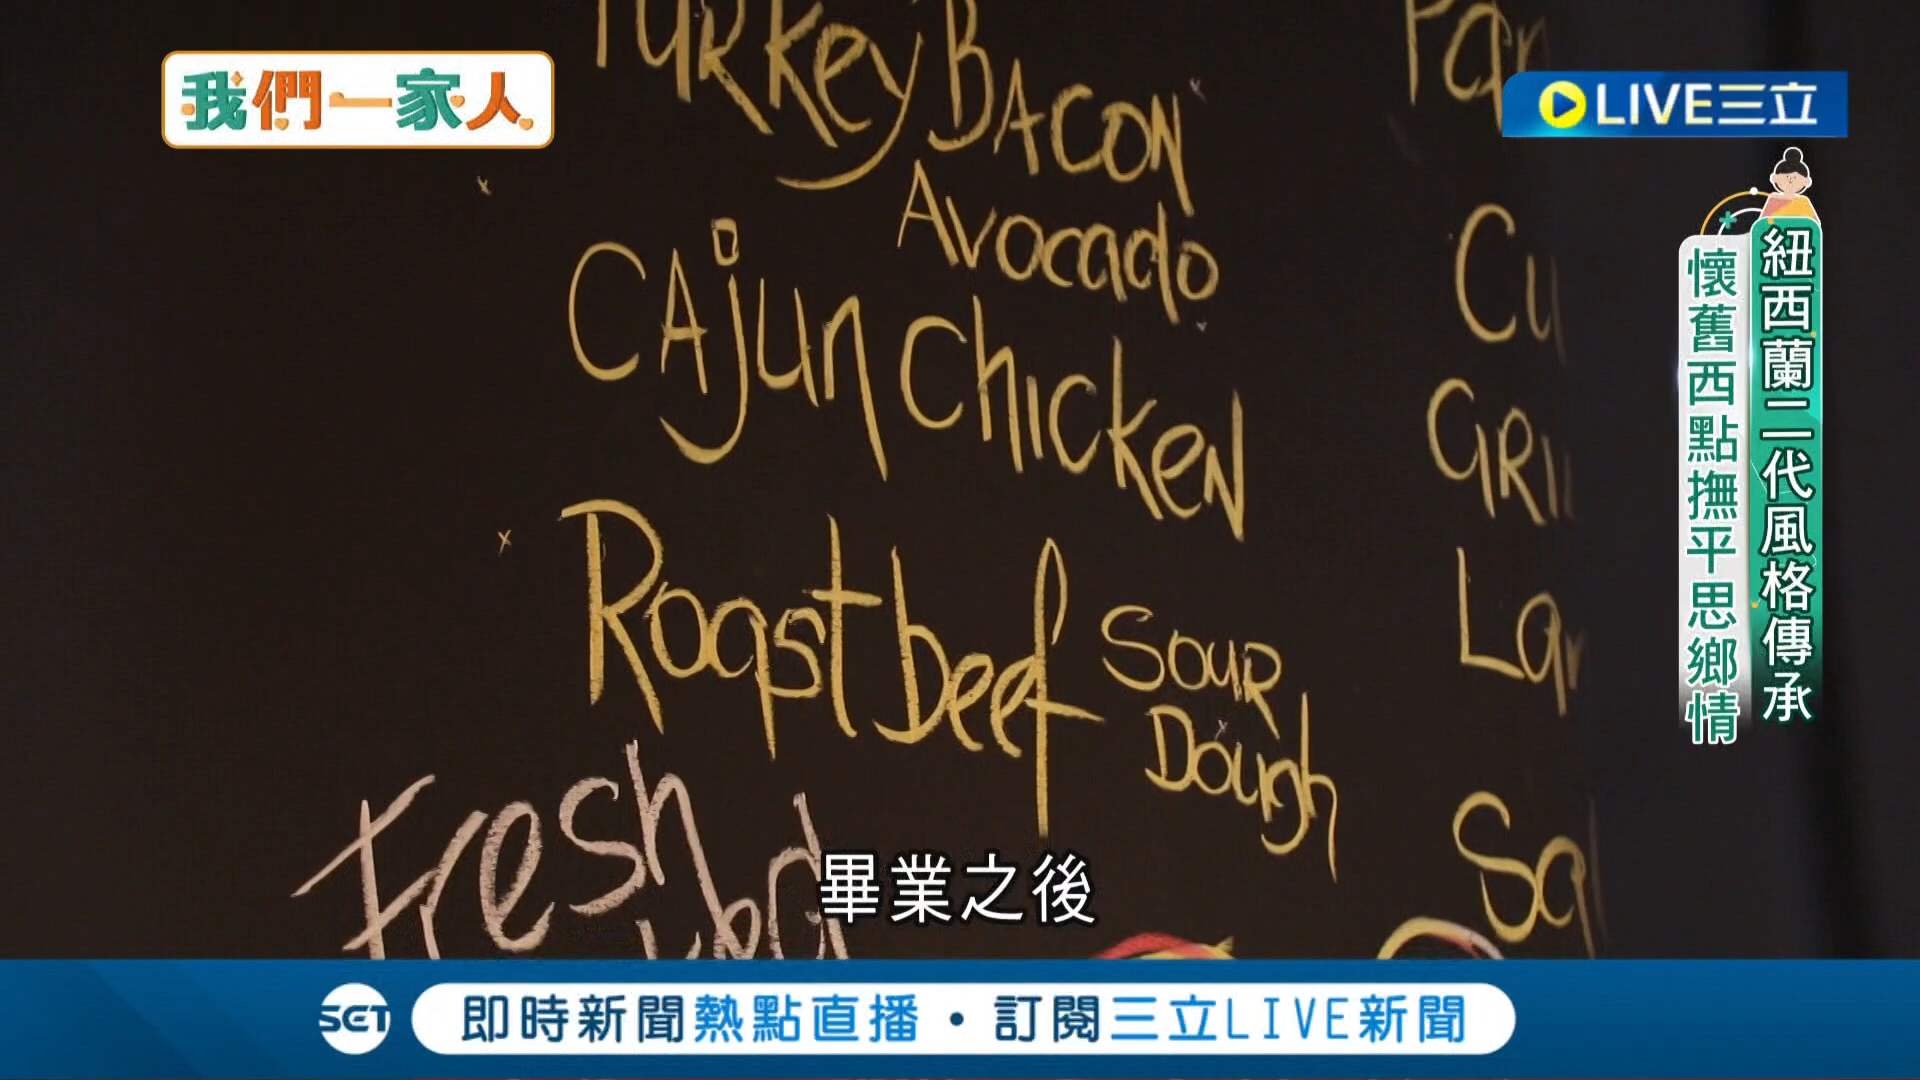 我們一家人
LIVE三立
紐西蘭二代風格傳承
懷舊西點撫平思鄉情
Turkey Bacon
Avocado
Cajun Chicken
Roast beef Sour
Dough
Fresh
畢業之後
SET
即時新聞熱點直播・訂閱三立LIVE新聞